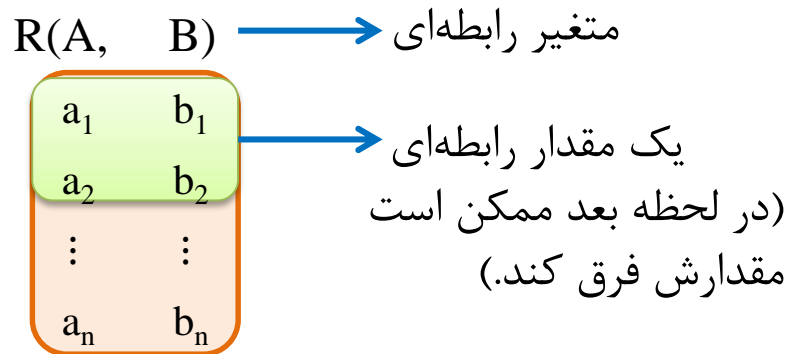 R(A, B) متغیر رابطه‌ای
a₁ b₁
یک مقدار رابطه‌ای
a₂ b₂
(در لحظه بعد ممکن است
⋮ ⋮
مقدارش فرق کند.)
aₙ bₙ